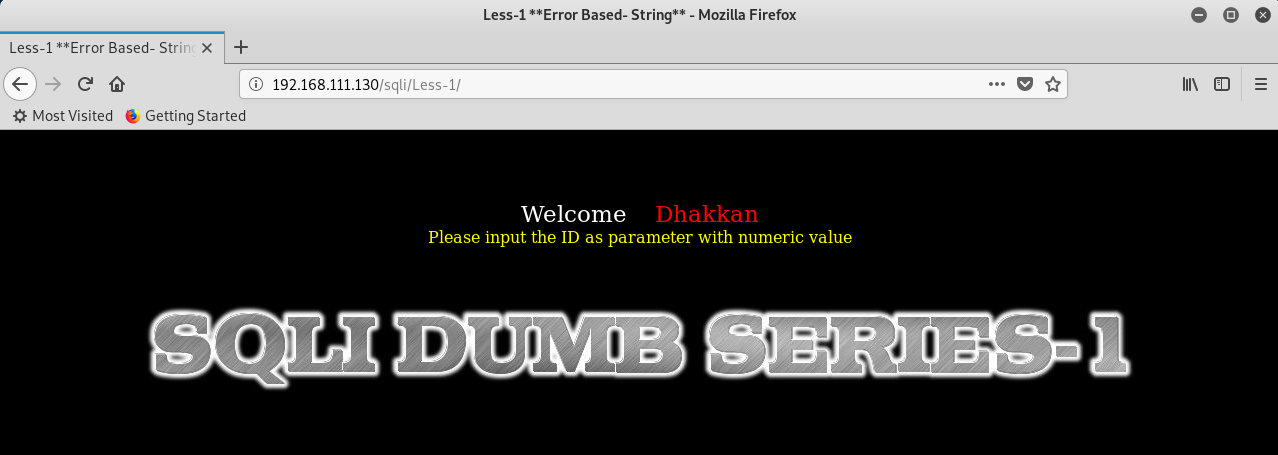 Less-1 **Error Based- String** - Mozilla Firefox
Less-1 **Error Based- String
192.168.111.130/sqli/Less-1/
Most Visited Getting Started
Welcome Dhakkan
Please input the ID as parameter with numeric value
SQLI DUMB SERIES-1